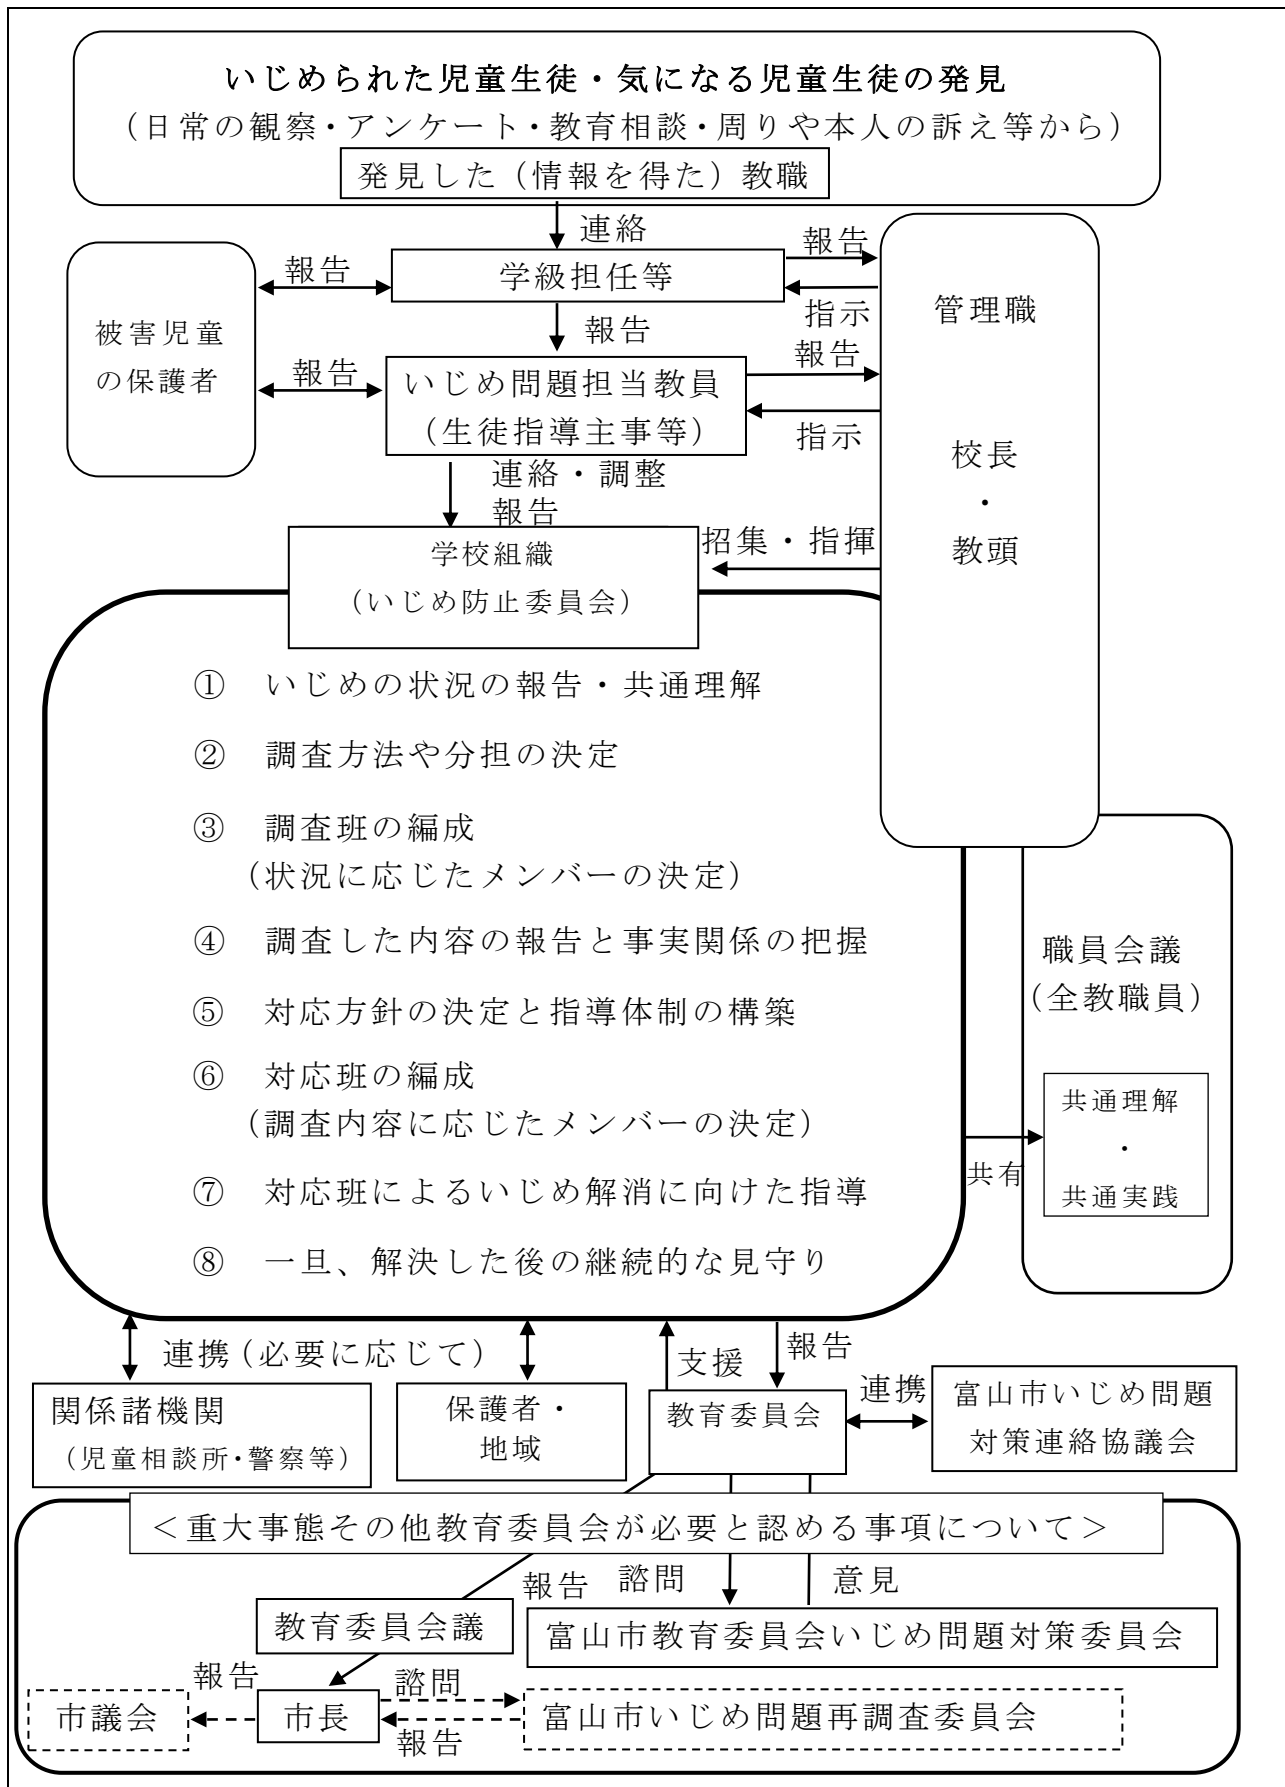 いじめられた児童生徒・気になる児童生徒の発見
（日常の観察・アンケート・教育相談・周りや本人の訴え等から）
発見した（情報を得た）教職
連絡
学級担任等
報告
報告
指示
管理職
校長
・
教頭
被害児童
の保護者
報告
報告
いじめ問題担当教員
（生徒指導主事等）
報告
指示
連絡・調整
報告
学校組織
（いじめ防止委員会）
招集・指揮
① いじめの状況の報告・共通理解
② 調査方法や分担の決定
③ 調査班の編成
（状況に応じたメンバーの決定）
④ 調査した内容の報告と事実関係の把握
⑤ 対応方針の決定と指導体制の構築
⑥ 対応班の編成
（調査内容に応じたメンバーの決定）
⑦ 対応班によるいじめ解消に向けた指導
⑧ 一旦、解決した後の継続的な見守り
職員会議
（全教職員）
共有
共通理解
・
共通実践
連携（必要に応じて）
支援
報告
関係諸機関
（児童相談所・警察等）
保護者・
地域
教育委員会
連携
富山市いじめ問題
対策連絡協議会
＜重大事態その他教育委員会が必要と認める事項について＞
報告
諮問
意見
教育委員会議
富山市教育委員会いじめ問題対策委員会
報告
諮問
市議会
市長
富山市いじめ問題再調査委員会
報告